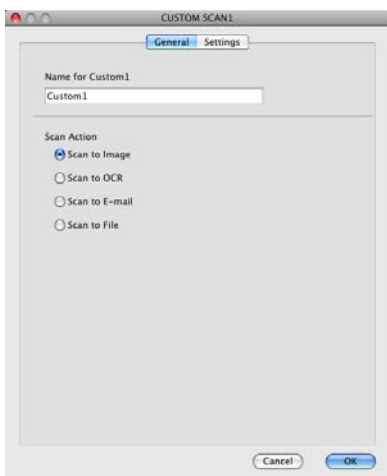 CUSTOM SCAN1
General Settings
Name for Custom1
Custom1
Scan Action
Scan to Image
Scan to OCR
Scan to E-mail
Scan to File
Cancel OK